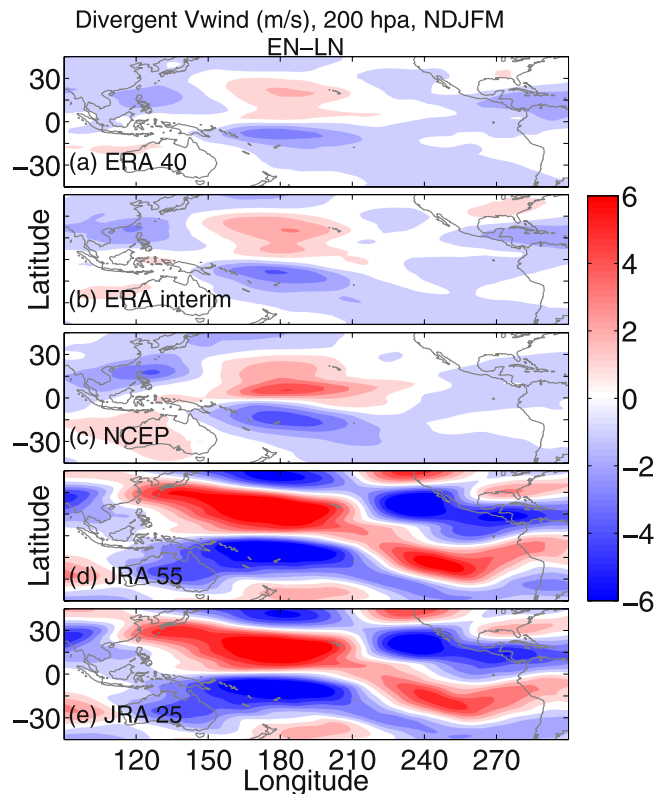 Divergent Vwind (m/s), 200 hpa, NDJFM
EN−LN
30
0
−30
(a) ERA 40
Latitude
(b) ERA interim
30
0
−30
(c) NCEP
Latitude
(d) JRA 55
30
0
−30
(e) JRA 25
120 150 180 210 240 270
Longitude
6
4
2
0
−2
−4
−6